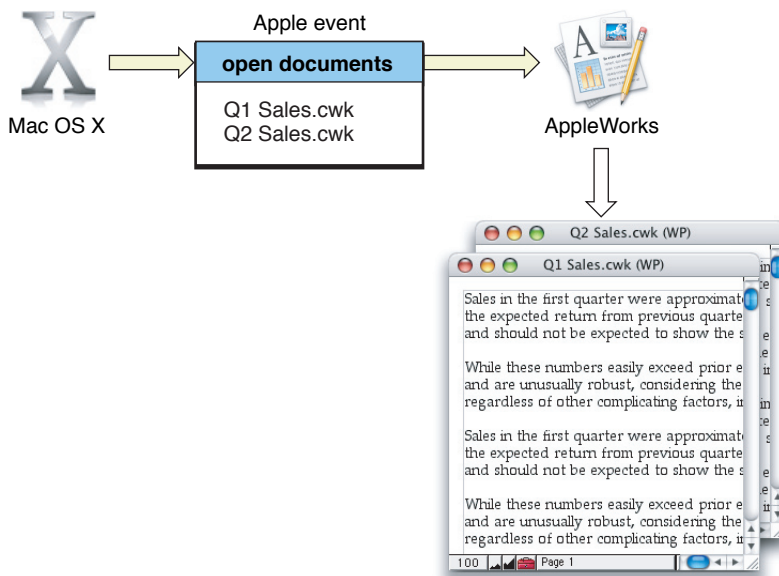 Apple event
open documents
Q1 Sales.cwk
Q2 Sales.cwk
Mac OS X
AppleWorks
Q2 Sales.cwk (WP)
Q1 Sales.cwk (WP)
Sales in the first quarter were
the expected return from previous
and should not be expected to show the
While these numbers easily exceed prior
and are unusually robust, considering the
regardless of other complicating factors,
Sales in the first quarter were
the expected return from previous
and should not be expected to show the
While these numbers easily exceed prior
and are unusually robust, considering the
regardless of other complicating factors,
100 Page 1